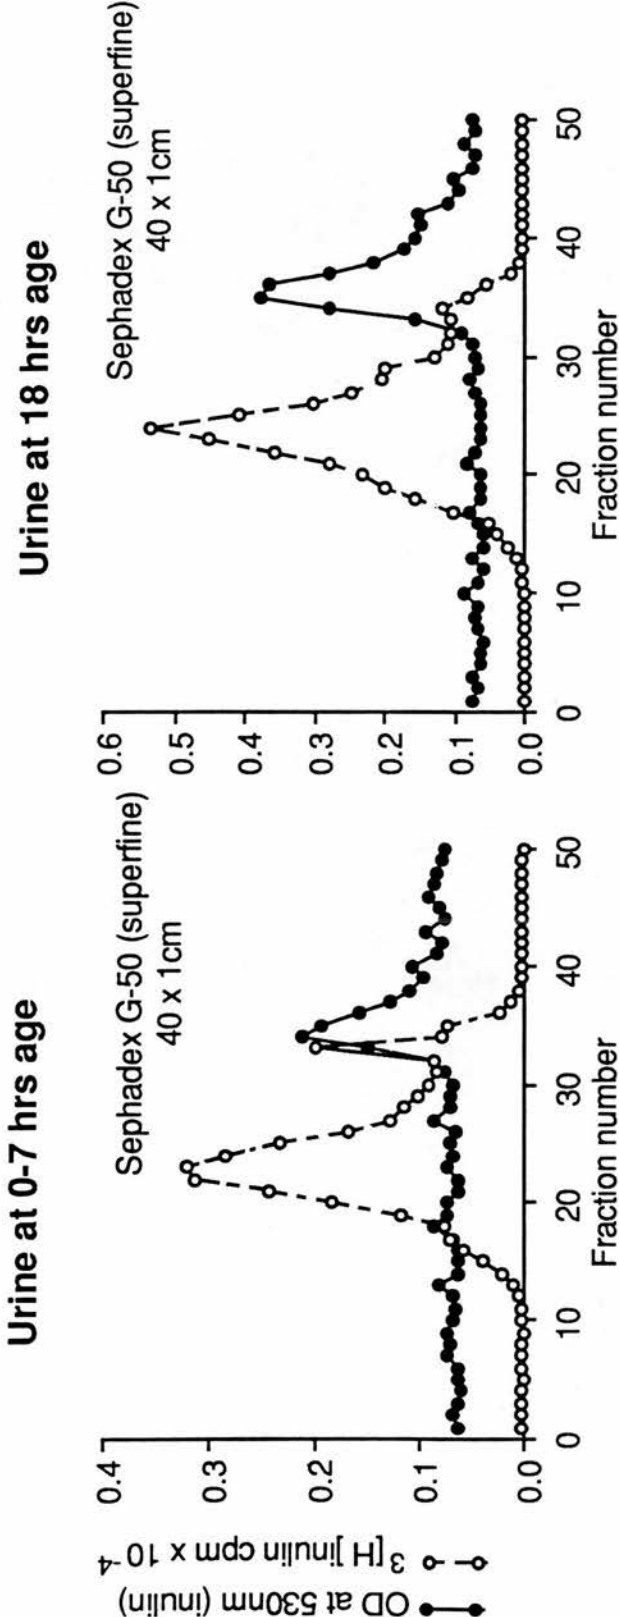 Urine at 0-7 hrs age
Sephadex G-50 (superfine)
40 x 1cm
OD at 530nm (inulin)
3 [H]inulin cpm x 10-4
0.4
0.3
0.2
0.1
0.0
0 10 20 30 40 50
Fraction number
Urine at 18 hrs age
Sephadex G-50 (superfine)
40 x 1cm
0.6
0.5
0.4
0.3
0.2
0.1
0.0
0 10 20 30 40 50
Fraction number